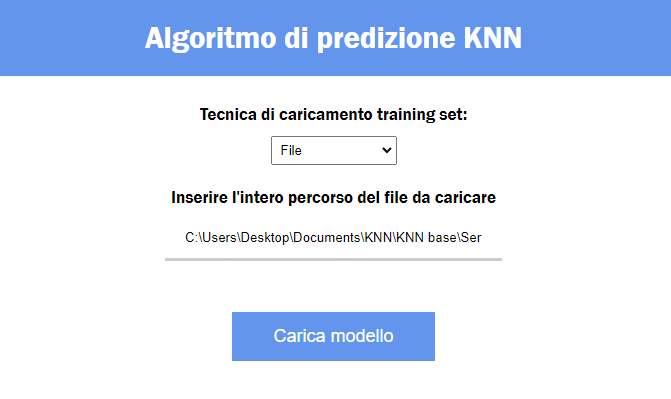 Algoritmo di predizione KNN
Tecnica di caricamento training set:
File
Inserire l'intero percorso del file da caricare
C:\Users\Desktop\Documents\KNN\KNN base\Ser
Carica modello